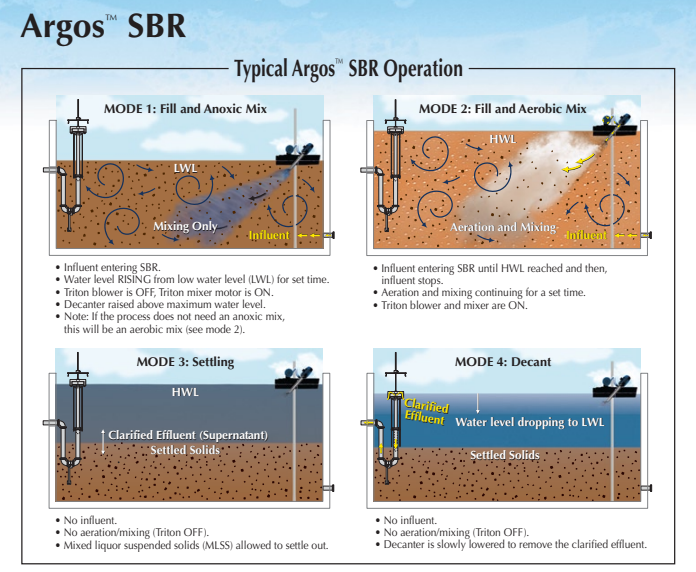 Argos™ SBR
Typical Argos™ SBR Operation
MODE 1: Fill and Anoxic Mix
LWL
Mixing Only
Influent
• Influent entering SBR.
• Water level RISING from low water level (LWL) for set time.
• Triton blower is OFF, Triton mixer motor is ON.
• Decanter raised above maximum water level.
• Note: If the process does not need an anoxic mix,
this will be an aerobic mix (see mode 2).
MODE 2: Fill and Aerobic Mix
HWL
Aeration and Mixing
Influent
• Influent entering SBR until HWL reached and then,
influent stops.
• Aeration and mixing continuing for a set time.
• Triton blower and mixer are ON.
MODE 3: Settling
HWL
Clarified Effluent (Supernatant)
Settled Solids
• No influent.
• No aeration/mixing (Triton OFF).
• Mixed liquor suspended solids (MLSS) allowed to settle out.
MODE 4: Decant
Clarified
Effluent
Water level dropping to LWL
Settled Solids
• No influent.
• No aeration/mixing (Triton OFF).
• Decanter is slowly lowered to remove the clarified effluent.